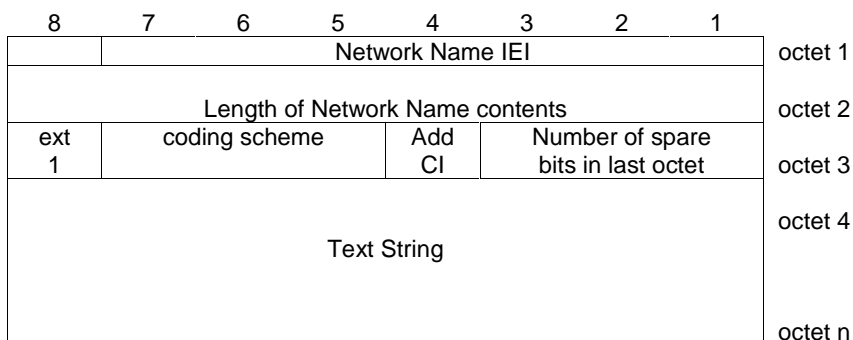 8 7 6 5 4 3 2 1
Network Name IEI octet 1
Length of Network Name contents octet 2
ext coding scheme Add Number of spare
1 CI bits in last octet octet 3
octet 4
Text String
octet n